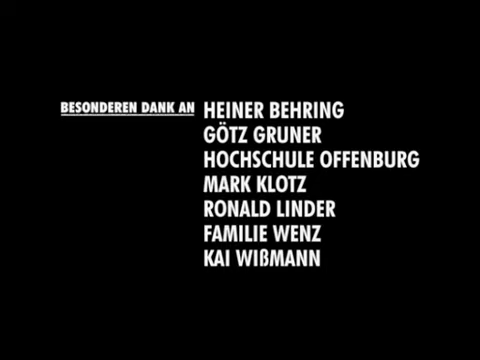 BESONDEREN DANK AN HEINER BEHRING
GÖTZ GRUNER
HOCHSCHULE OFFENBURG
MARK KLOTZ
RONALD LINDER
FAMILIE WENZ
KAI WIßMANN